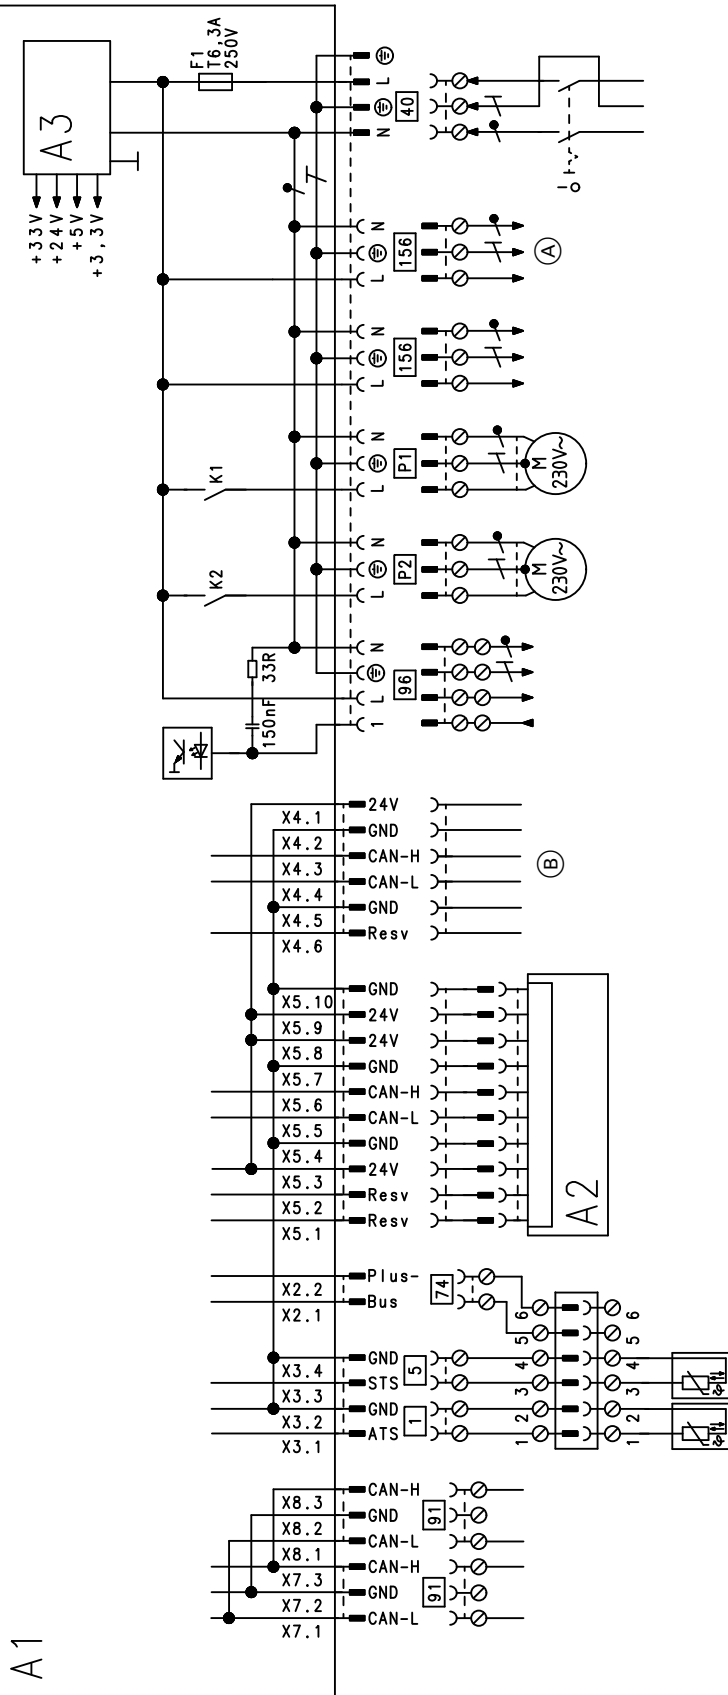 A3
F1
T6,3A
250V
+33V
+24V
+5V
+3,3V
L
N
40
N
L
156
A
N
L
156
K1
N
L
P1
M
230V~
K2
N
L
P2
M
230V~
33R
150nF
N
L
1
96
X4.1 24V
X4.2 GND
X4.3 CAN-H
X4.4 CAN-L
X4.5 GND
X4.6 Resv
B
X5.10 GND
X5.9 24V
X5.8 24V
X5.7 GND
X5.6 CAN-H
X5.5 CAN-L
X5.4 GND
X5.3 24V
X5.2 Resv
X5.1 Resv
A2
X2.2 Plus-
X2.1 Bus
74
X3.4 GND
X3.3 STS
5
X3.2 GND
X3.1 ATS
1
6 6
5 5
4 4
3 3
2 2
1 1
X8.3 CAN-H
X8.2 GND
X8.1 CAN-L
91
X7.3 CAN-H
X7.2 GND
X7.1 CAN-L
91
A1